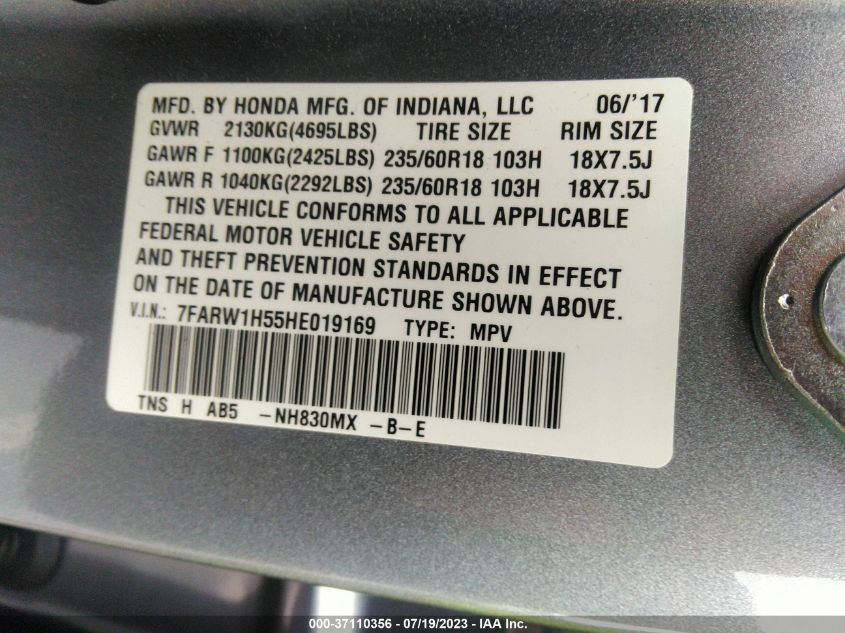 MFD. BY HONDA MFG. OF INDIANA, LLC 06/'17
GVWR 2130KG(4695LBS) TIRE SIZE RIM SIZE
GAWR F 1100KG(2425LBS) 235/60R18 103H 18X7.5J
GAWR R 1040KG(2292LBS) 235/60R18 103H 18X7.5J
THIS VEHICLE CONFORMS TO ALL APPLICABLE
FEDERAL MOTOR VEHICLE SAFETY
AND THEFT PREVENTION STANDARDS IN EFFECT
ON THE DATE OF MANUFACTURE SHOWN ABOVE.
V.I.N.: 7FARW1H55HE019169 TYPE: MPV
TNS H AB5 -NH830MX -B-E
000-37110356 - 07/19/2023 - IAA Inc.